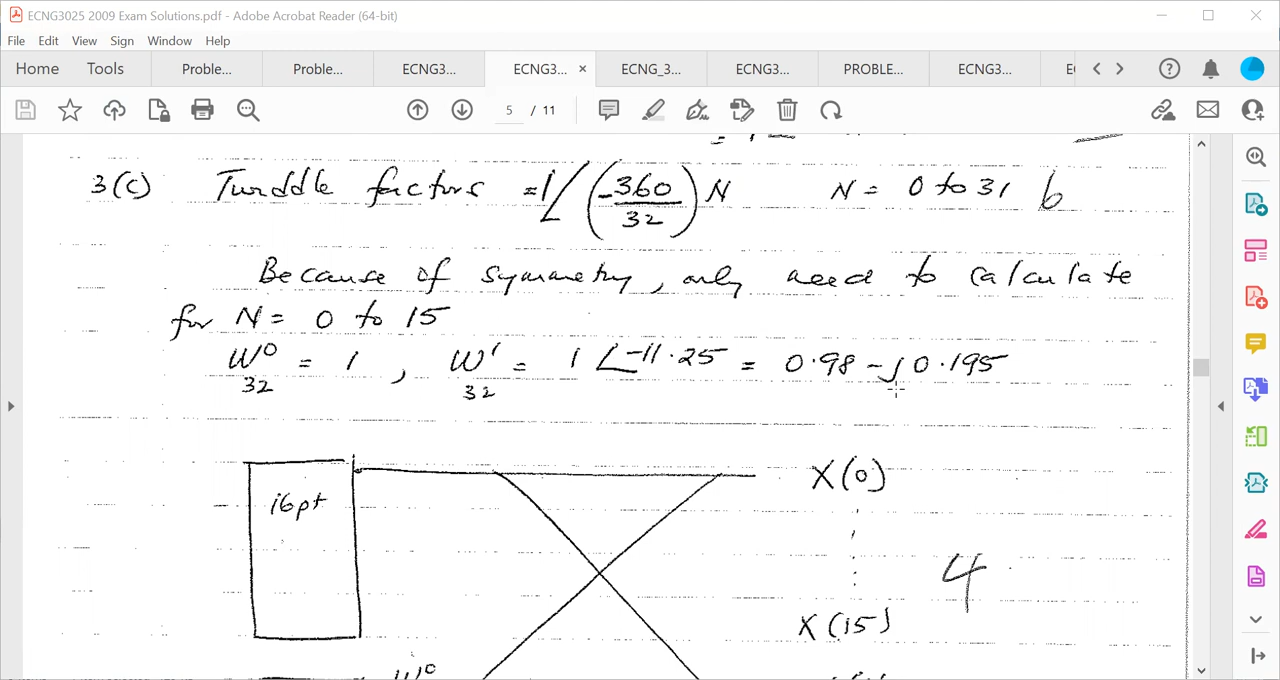 ECNG3025 2009 Exam Solutions.pdf - Adobe Acrobat Reader (64-bit)
File Edit View Sign Window Help
Home Tools Proble... Proble... ECNG3... ECNG3... × ECNG_3... ECNG3... PROBLE... ECNG3...
5 / 11
3(c) Twiddle factors = 1∠(-360/32) N N = 0 to 31 6
Because of symmetry, only need to calculate
for N = 0 to 15
W⁰₃₂ = 1, W¹₃₂ = 1 ∠-11.25 = 0.98 - j 0.195
16pt
X(0)
4
X(15)
W⁰